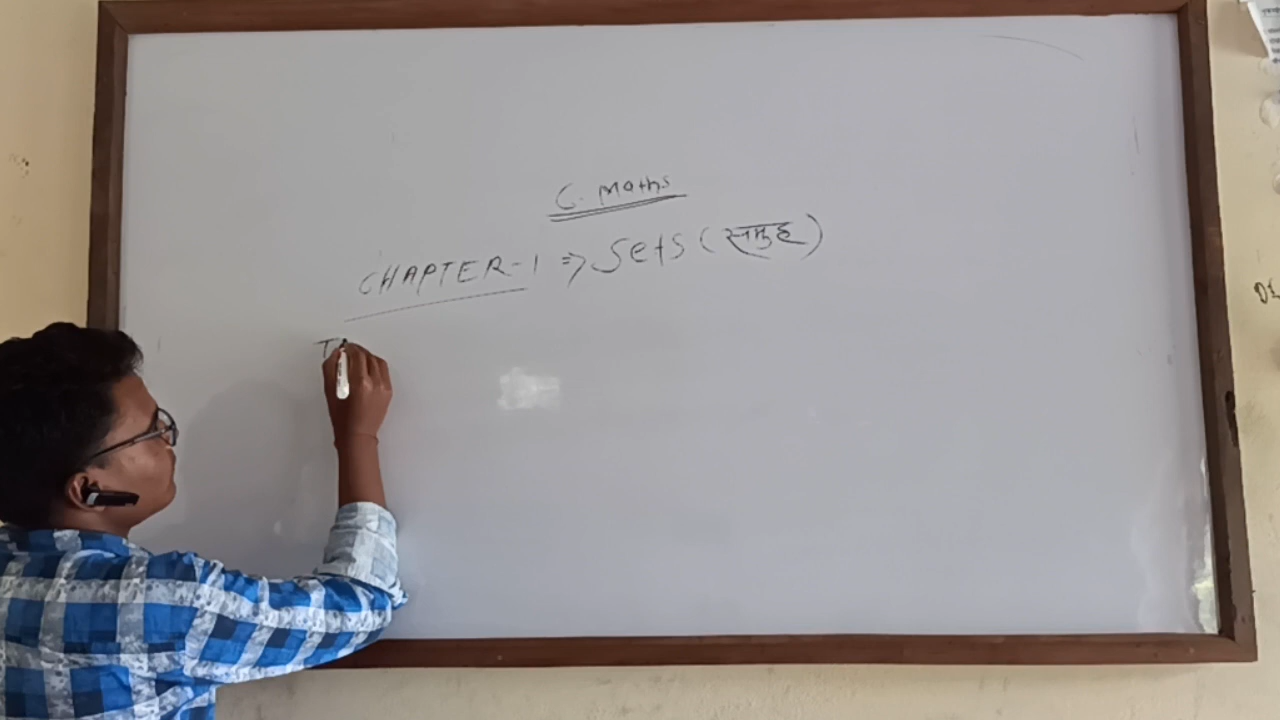 C. Maths
CHAPTER-1 => Sets (समुह)
T